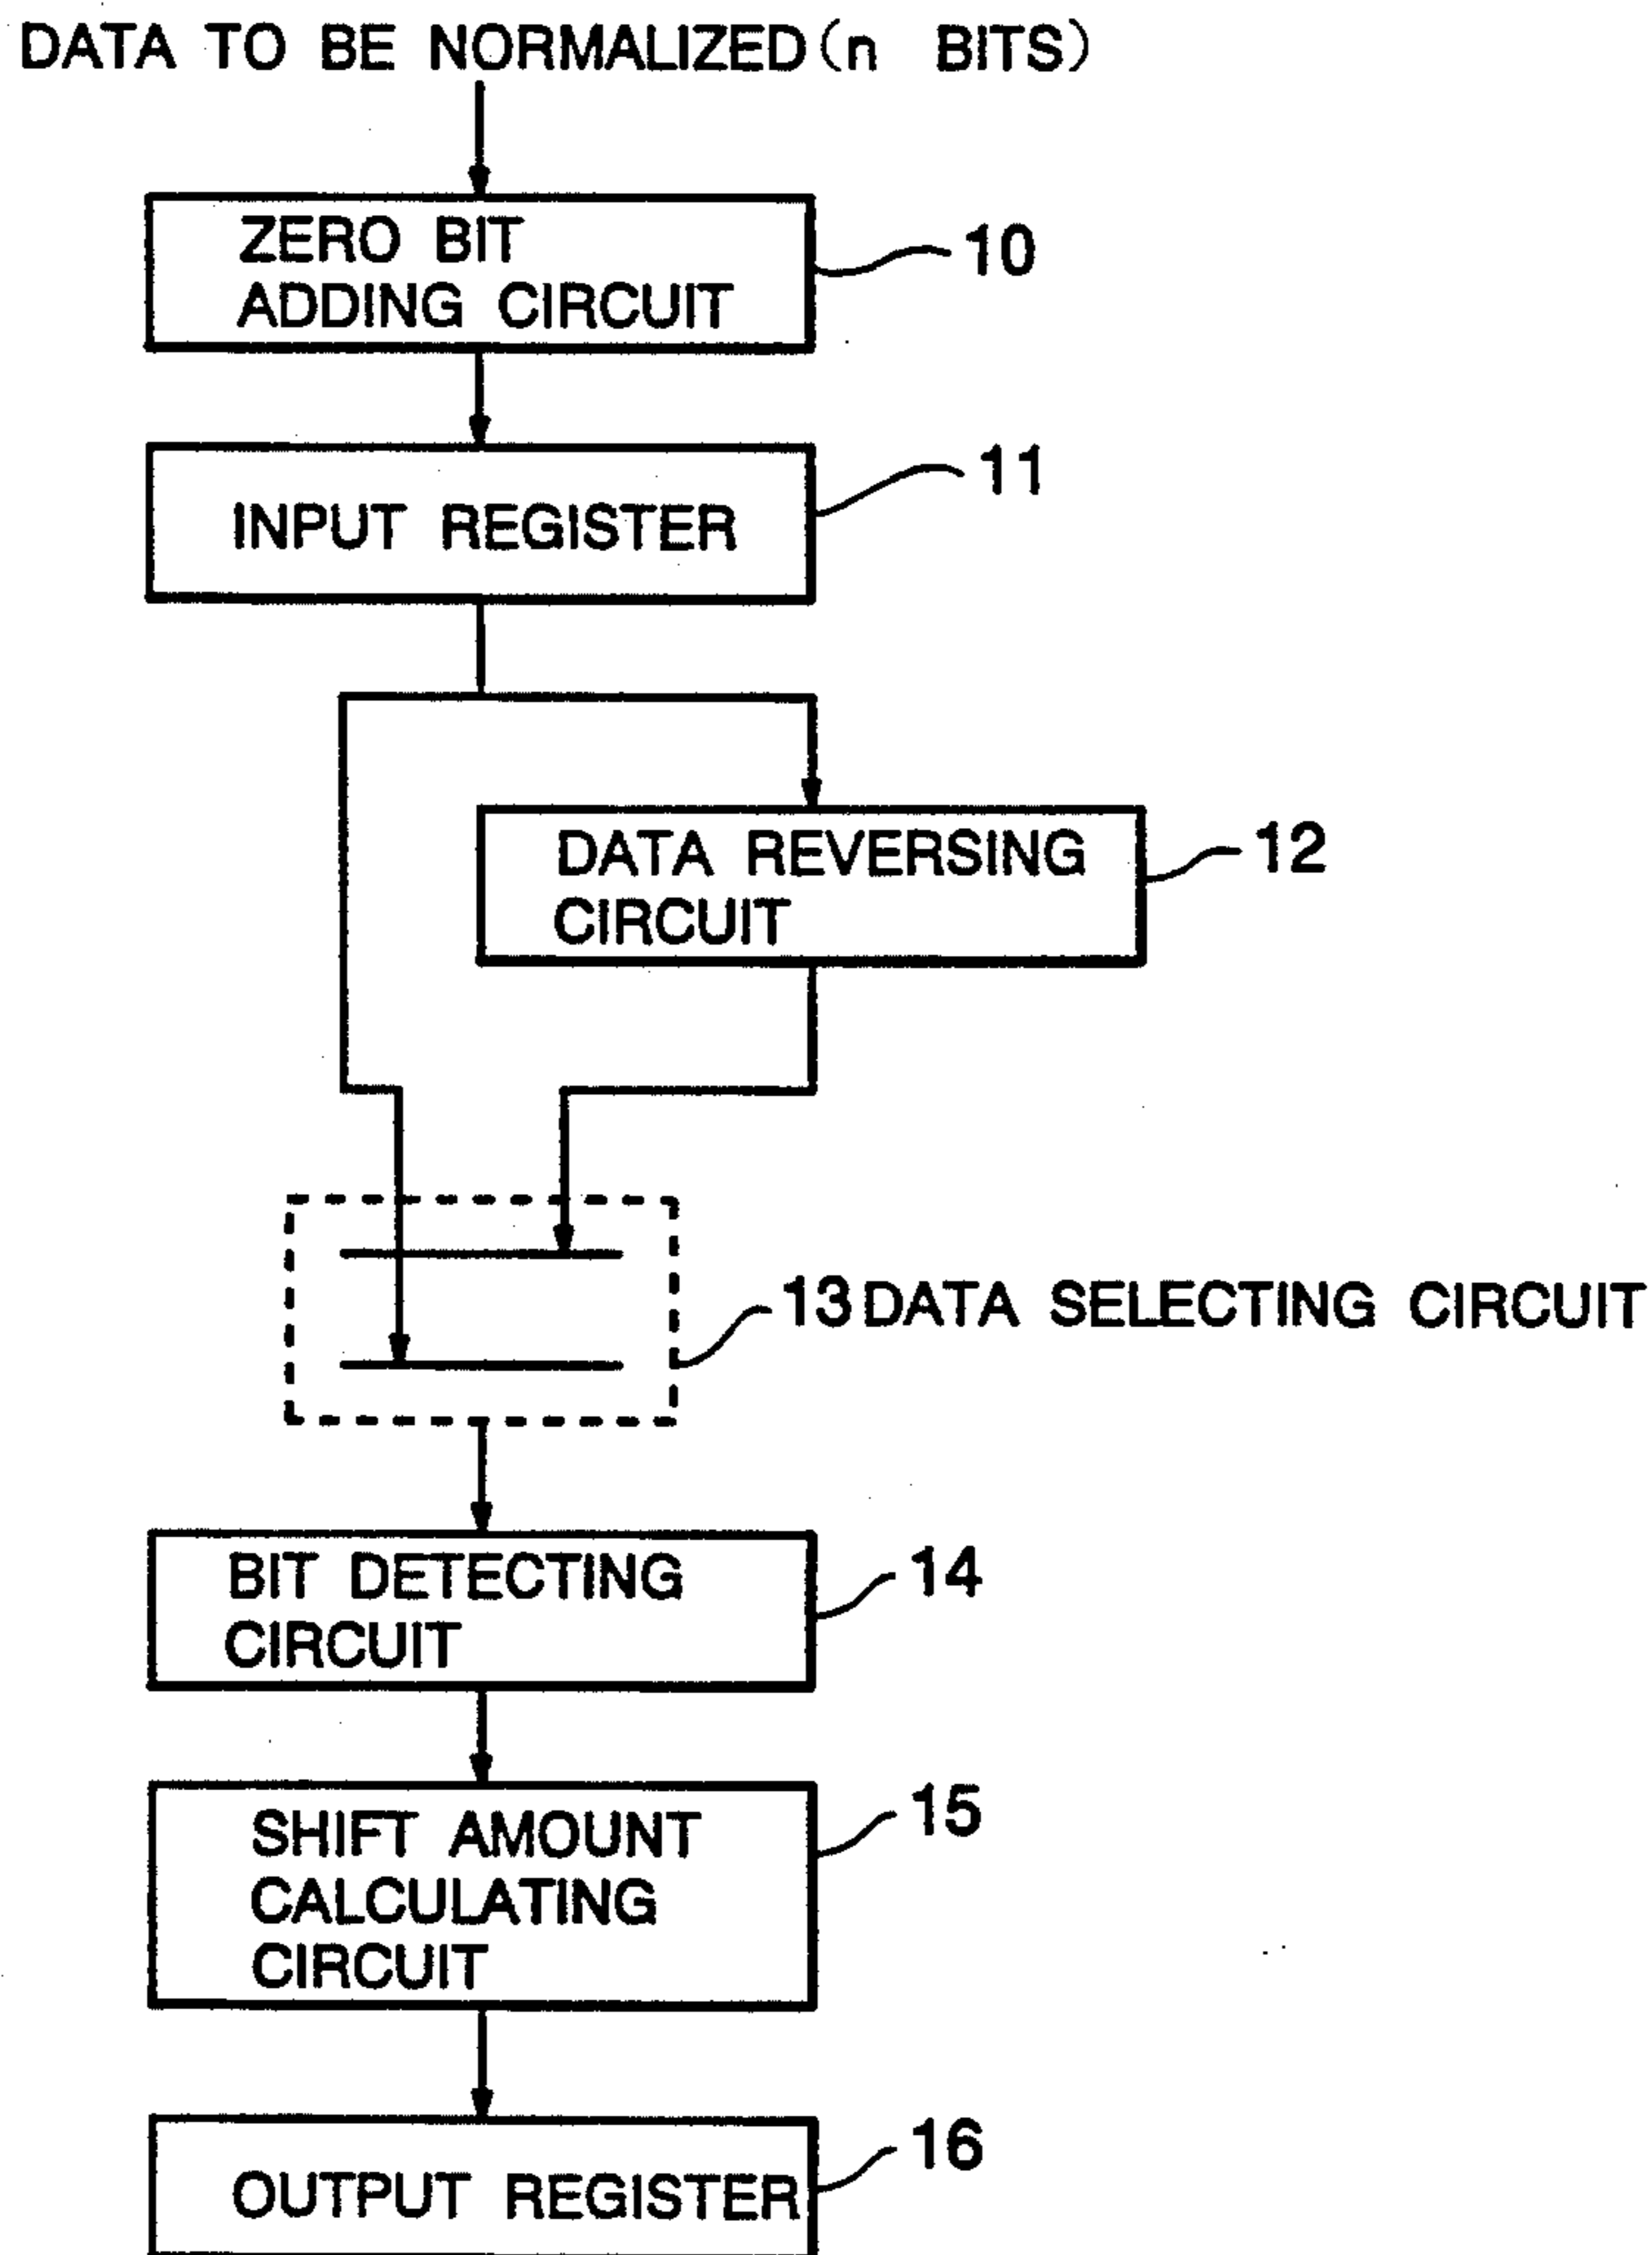 DATA TO BE NORMALIZED(n BITS)
ZERO BIT
ADDING CIRCUIT
10
INPUT REGISTER
11
DATA REVERSING
CIRCUIT
12
13 DATA SELECTING CIRCUIT
BIT DETECTING
CIRCUIT
14
SHIFT AMOUNT
CALCULATING
CIRCUIT
15
OUTPUT REGISTER
16